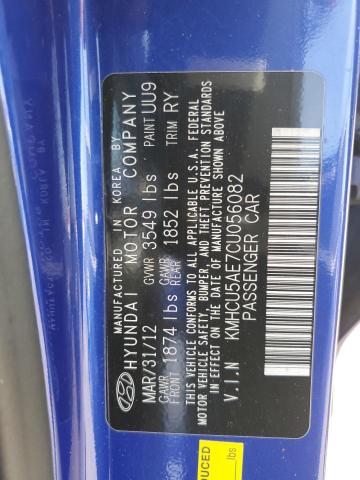 MANUFACTURED IN KOREA BY
HYUNDAI MOTOR COMPANY
MAR/31/12 GVWR 3549 lbs PAINT UU9
GAWR FRONT 1874 lbs GAWR REAR 1852 lbs TRIM RY
THIS VEHICLE CONFORMS TO ALL APPLICABLE U.S.A. FEDERAL
MOTOR VEHICLE SAFETY, BUMPER, AND THEFT PREVENTION STANDARDS
IN EFFECT ON THE DATE OF MANUFACTURE SHOWN ABOVE
V.I.N KMHCU5AE7CU056082
PASSENGER CAR
DUCED
lbs